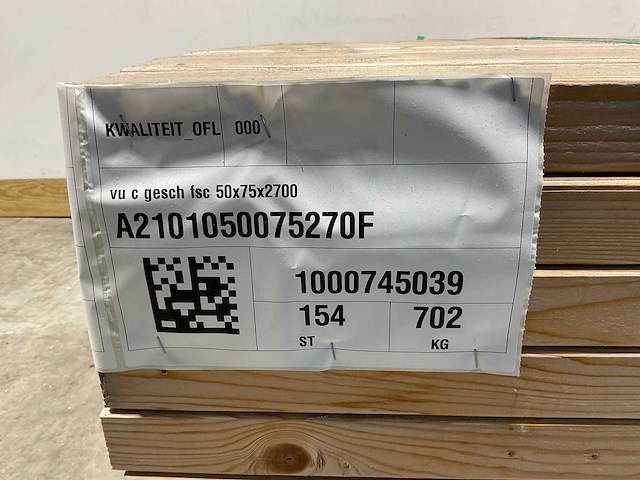 KWALITEIT_OFL 000
vu c gesch fsc 50x75x2700
A2101050075270F
1000745039
154 702
ST KG